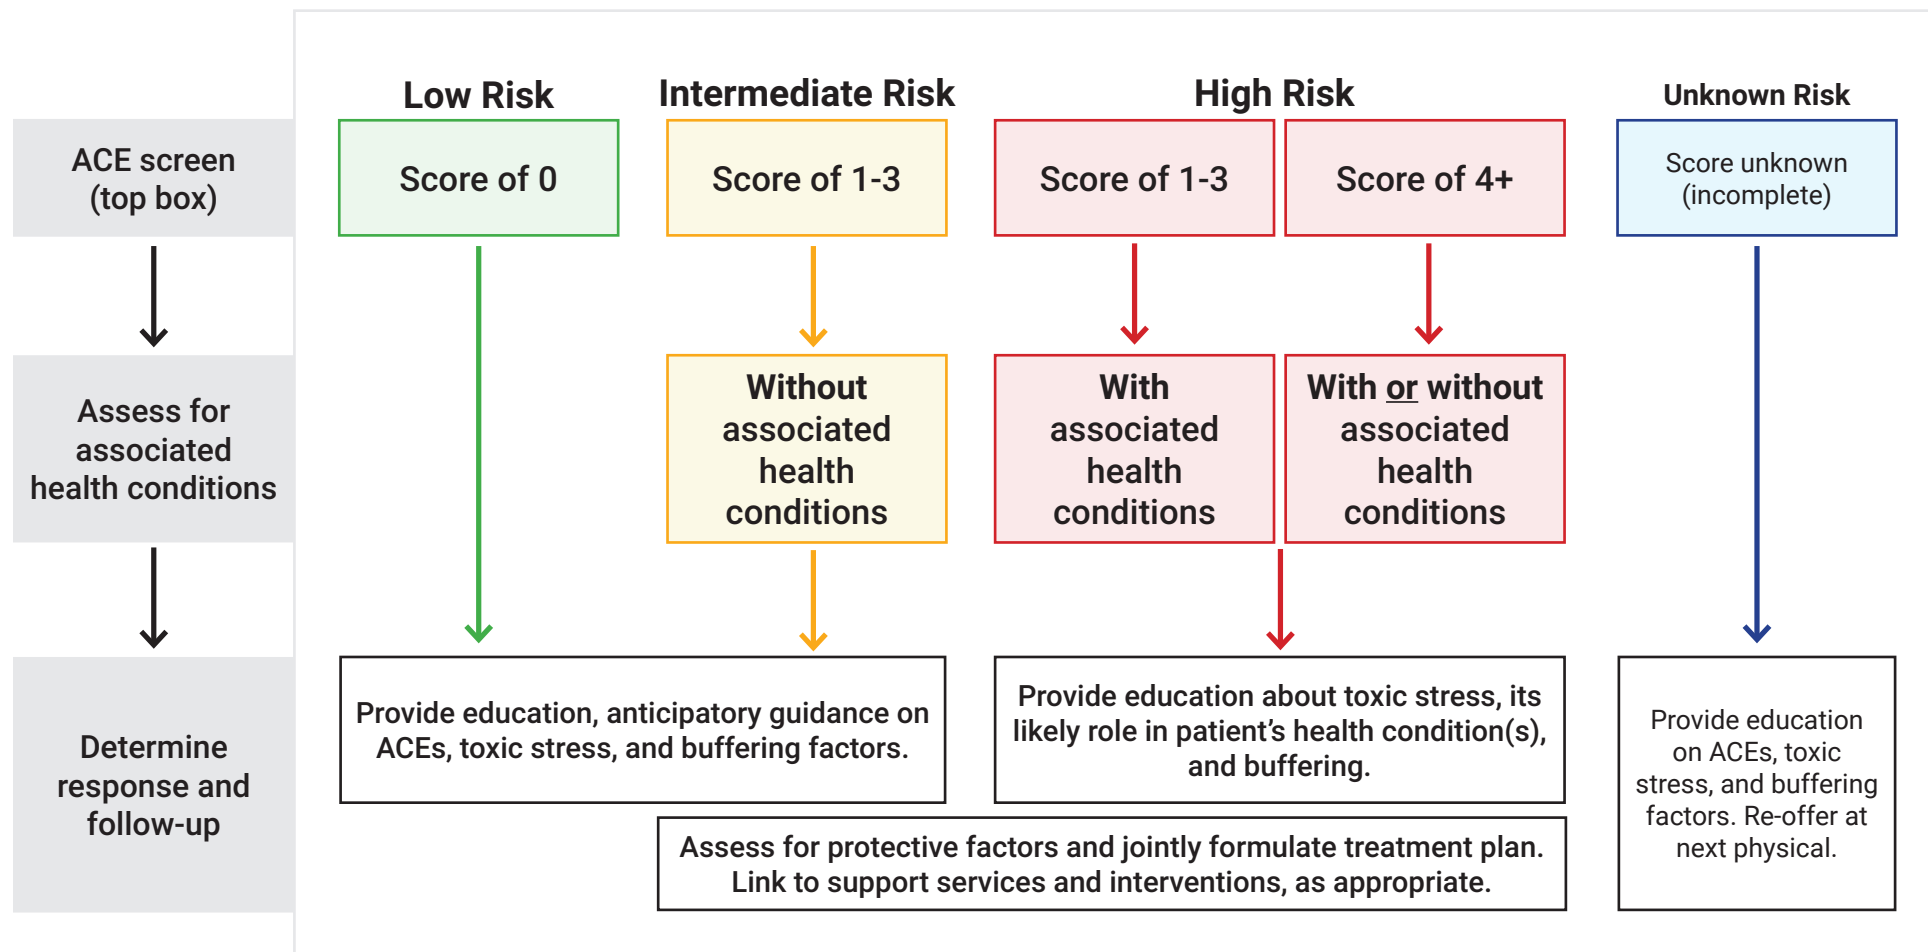 Low Risk
Intermediate Risk
High Risk
Unknown Risk
ACE screen
(top box)
Score of 0
Score of 1-3
Score of 1-3
Score of 4+
Score unknown
(incomplete)
Assess for
associated
health conditions
Without
associated
health
conditions
With
associated
health
conditions
With or without
associated
health
conditions
Determine
response and
follow-up
Provide education, anticipatory guidance on
ACEs, toxic stress, and buffering factors.
Provide education about toxic stress, its
likely role in patient’s health condition(s),
and buffering.
Assess for protective factors and jointly formulate treatment plan.
Link to support services and interventions, as appropriate.
Provide education
on ACEs, toxic
stress, and buffering
factors. Re-offer at
next physical.